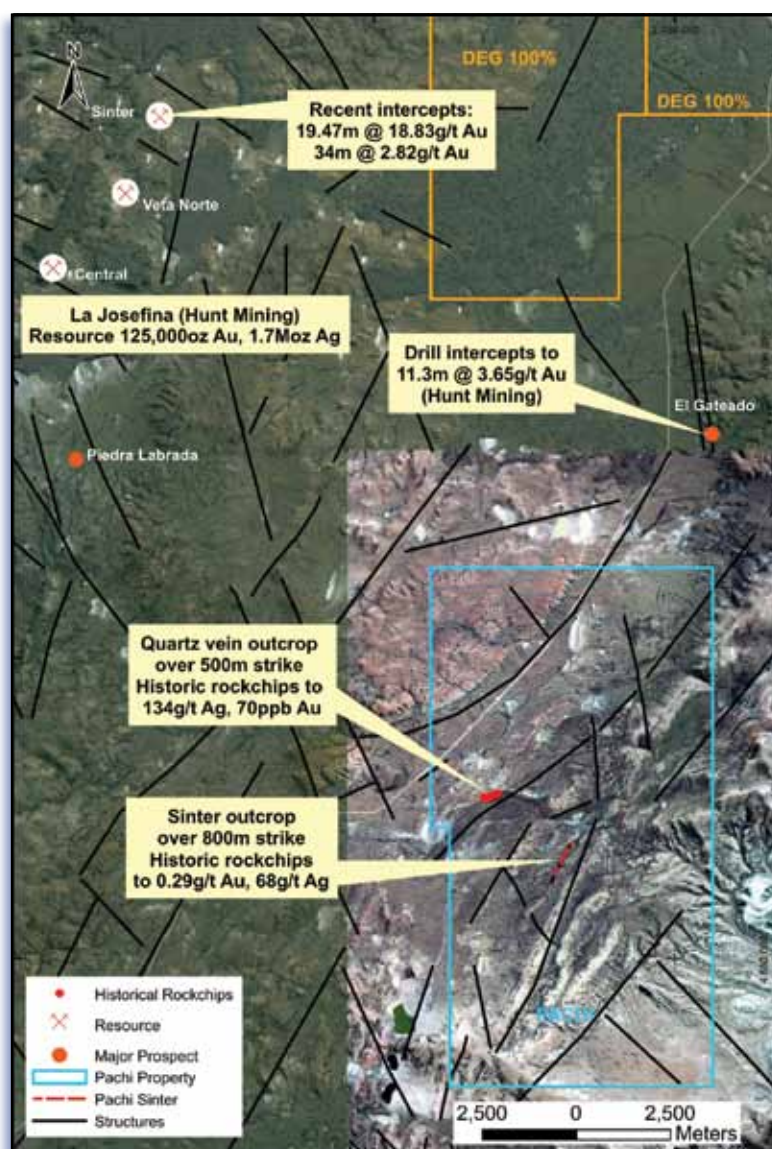 N
DEG 100%
DEG 100%
Sinter
Recent intercepts:
19.47m @ 18.83g/t Au
34m @ 2.82g/t Au
Veta Norte
Central
La Josefina (Hunt Mining)
Resource 125,000oz Au, 1.7Moz Ag
Drill intercepts to
11.3m @ 3.65g/t Au
(Hunt Mining)
El Gateado
Piedra Labrada
Quartz vein outcrop
over 500m strike
Historic rockchips to
134g/t Ag, 70ppb Au
Sinter outcrop
over 800m strike
Historic rockchips
to 0.29g/t Au, 68g/t Ag
Historical Rockchips
Resource
Major Prospect
Pachi Property
Pachi Sinter
Structures
2,500 0 2,500
Meters